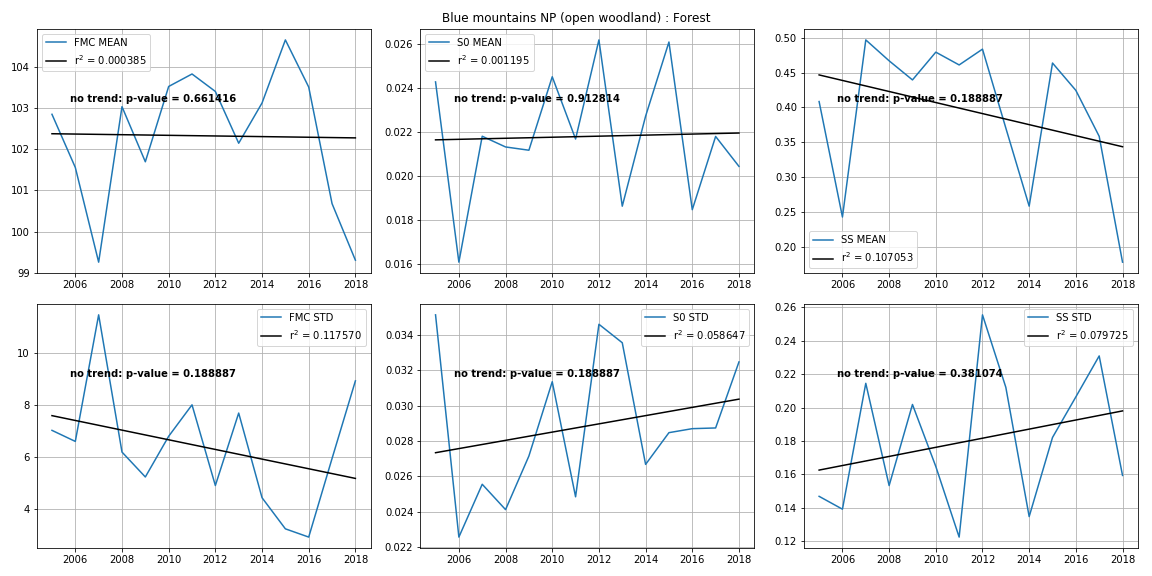 Blue mountains NP (open woodland) : Forest
FMC MEAN
r² = 0.000385
no trend: p-value = 0.661416
104
103
102
101
100
99
2006 2008 2010 2012 2014 2016 2018
S0 MEAN
r² = 0.001195
no trend: p-value = 0.912814
0.026
0.024
0.022
0.020
0.018
0.016
2006 2008 2010 2012 2014 2016 2018
0.50
0.45
0.40
0.35
0.30
0.25
0.20
no trend: p-value = 0.188887
SS MEAN
r² = 0.107053
2006 2008 2010 2012 2014 2016 2018
FMC STD
r² = 0.117570
no trend: p-value = 0.188887
10
8
6
4
2006 2008 2010 2012 2014 2016 2018
S0 STD
r² = 0.058647
no trend: p-value = 0.188887
0.034
0.032
0.030
0.028
0.026
0.024
0.022
2006 2008 2010 2012 2014 2016 2018
SS STD
r² = 0.079725
no trend: p-value = 0.381074
0.26
0.24
0.22
0.20
0.18
0.16
0.14
0.12
2006 2008 2010 2012 2014 2016 2018